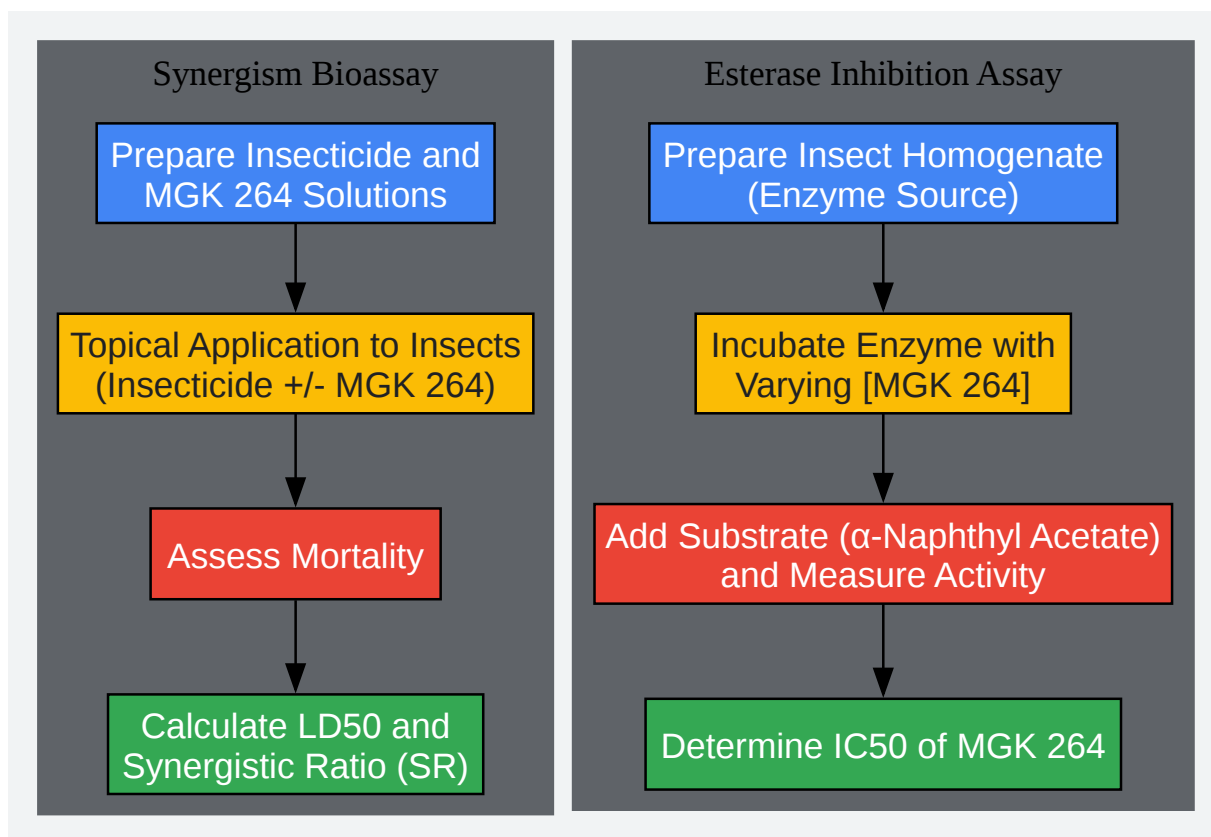 Synergism Bioassay
Prepare Insecticide and
MGK 264 Solutions
Topical Application to Insects
(Insecticide +/- MGK 264)
Assess Mortality
Calculate LD50 and
Synergistic Ratio (SR)
Esterase Inhibition Assay
Prepare Insect Homogenate
(Enzyme Source)
Incubate Enzyme with
Varying [MGK 264]
Add Substrate (α-Naphthyl Acetate)
and Measure Activity
Determine IC50 of MGK 264